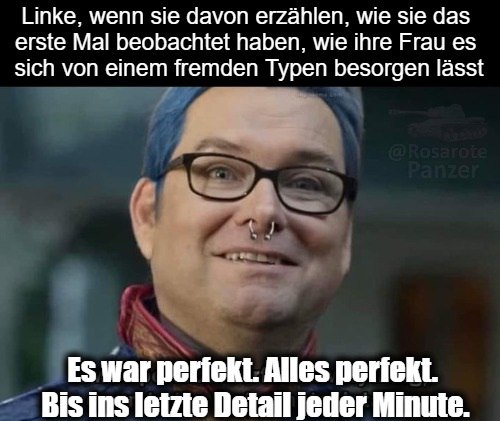 Linke, wenn sie davon erzählen, wie sie das
erste Mal beobachtet haben, wie ihre Frau es
sich von einem fremden Typen besorgen lässt
@Rosarote
Panzer
Es war perfekt. Alles perfekt.
Bis ins letzte Detail jeder Minute.